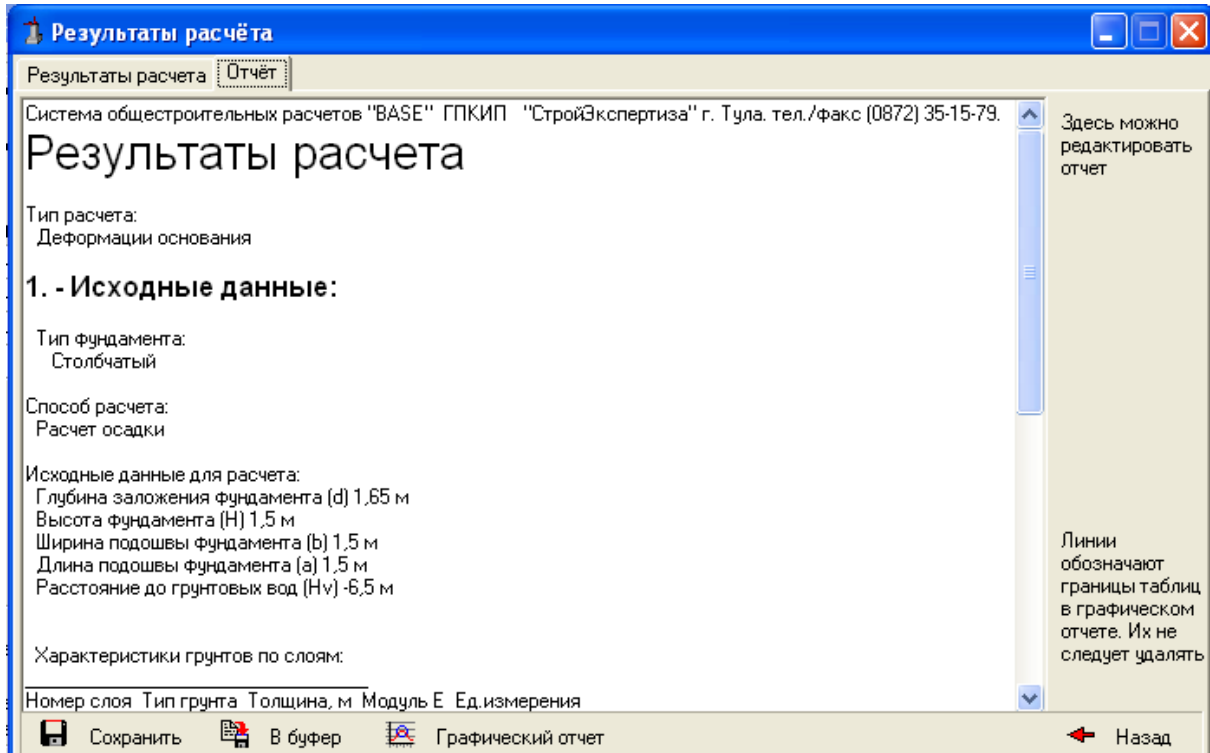 Результаты расчёта
Результаты расчета Отчёт
Система общестроительных расчетов "BASE" ГПКИП "СтройЭкспертиза" г. Тула. тел./факс (0872) 35-15-79.
Результаты расчета
Тип расчета:
Деформации основания
1. - Исходные данные:
Тип фундамента:
Столбчатый
Способ расчета:
Расчет осадки
Исходные данные для расчета:
Глубина заложения фундамента (d) 1,65 м
Высота фундамента (H) 1,5 м
Ширина подошвы фундамента (b) 1,5 м
Длина подошвы фундамента (a) 1,5 м
Расстояние до грунтовых вод (Hv) -6,5 м
Характеристики грунтов по слоям:
Номер слоя Тип грунта Толщина, м Модуль Е Ед.измерения
Здесь можно
редактировать
отчет
Линии
обозначают
границы таблиц
в графическом
отчете. Их не
следует удалять
Сохранить В буфер Графический отчет Назад